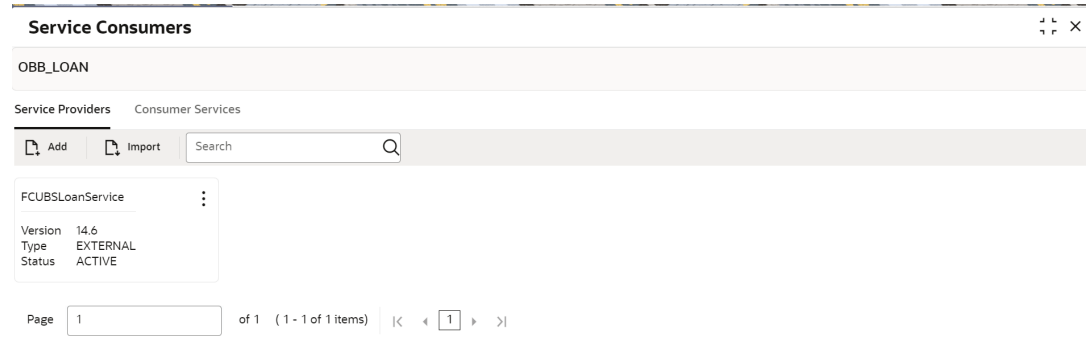 Service Consumers
OBB_LOAN
Service Providers Consumer Services
Add Import Search
FCUBSLoanService
Version 14.6
Type EXTERNAL
Status ACTIVE
Page 1 of 1 ( 1 - 1 of 1 items) 1